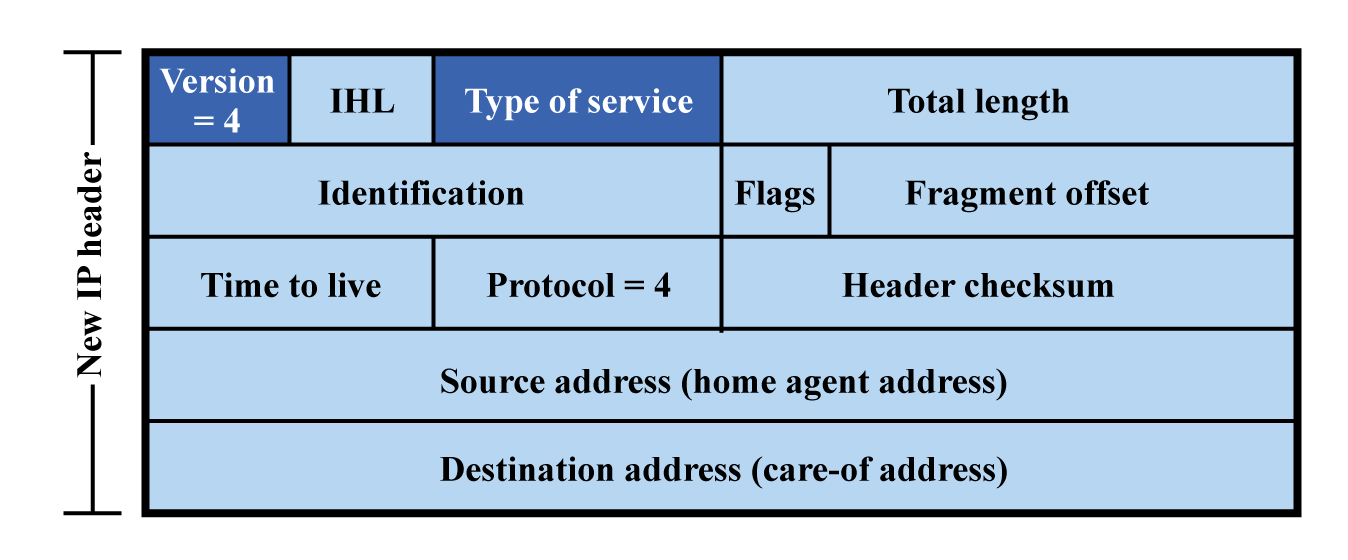 New IP header
Version
= 4
IHL
Type of service
Total length
Identification
Flags
Fragment offset
Time to live
Protocol = 4
Header checksum
Source address (home agent address)
Destination address (care-of address)